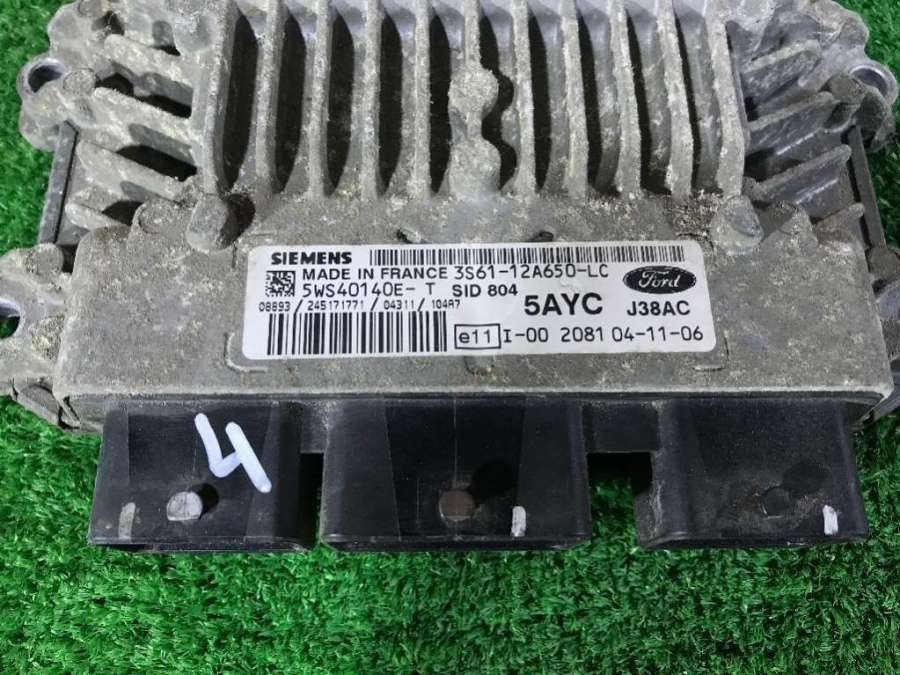 SIEMENS
MADE IN FRANCE 3S61-12A650-LC
5WS40140E- T SID 804
Ford
08893 / 245171771 / 04311 / 104A7
5AYC J38AC
e11 I-00 2081 04-11-06
4